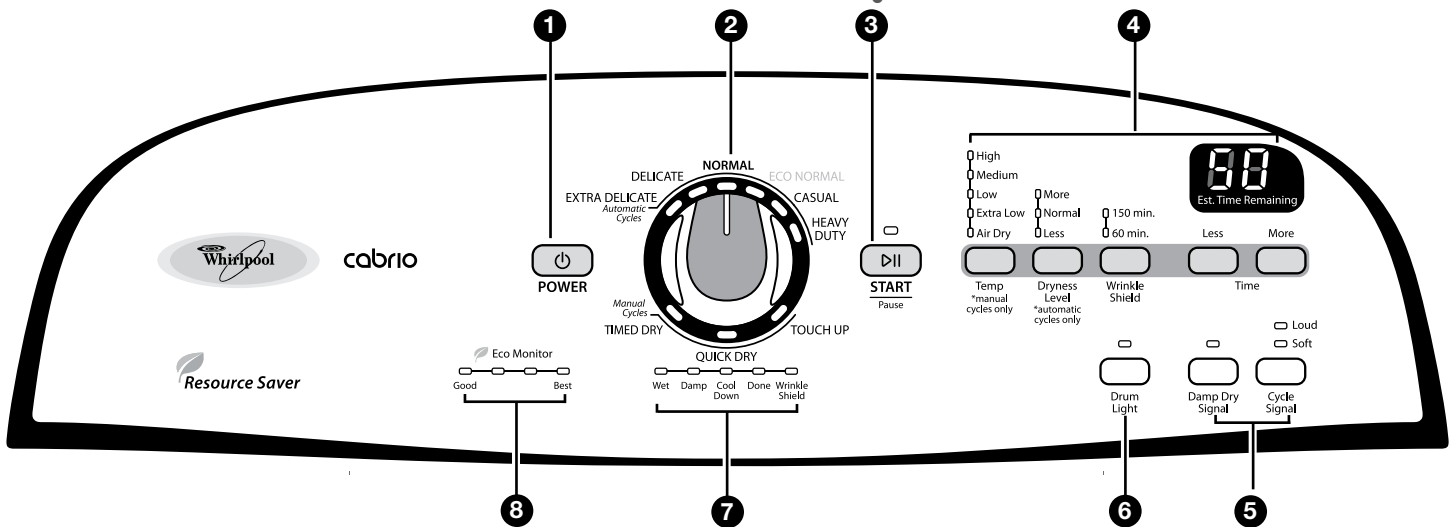 1
2
3
4
Whirlpool
cabrio
Resource Saver
POWER
Eco Monitor
Good Best
NORMAL
DELICATE
ECO NORMAL
EXTRA DELICATE
CASUAL
Automatic
Cycles
HEAVY
DUTY
Manual
Cycles
TIMED DRY
TOUCH UP
QUICK DRY
Wet Damp Cool
Down Done Wrinkle
Shield
START
Pause
High
Medium
Low
Extra Low
Air Dry
More
Normal
Less
150 min.
60 min.
50
Est. Time Remaining
Less More
Temp
*manual
cycles only
Dryness
Level
*automatic
cycles only
Wrinkle
Shield
Time
Loud
Soft
Drum
Light
Damp Dry
Signal
Cycle
Signal
8
7
6
5